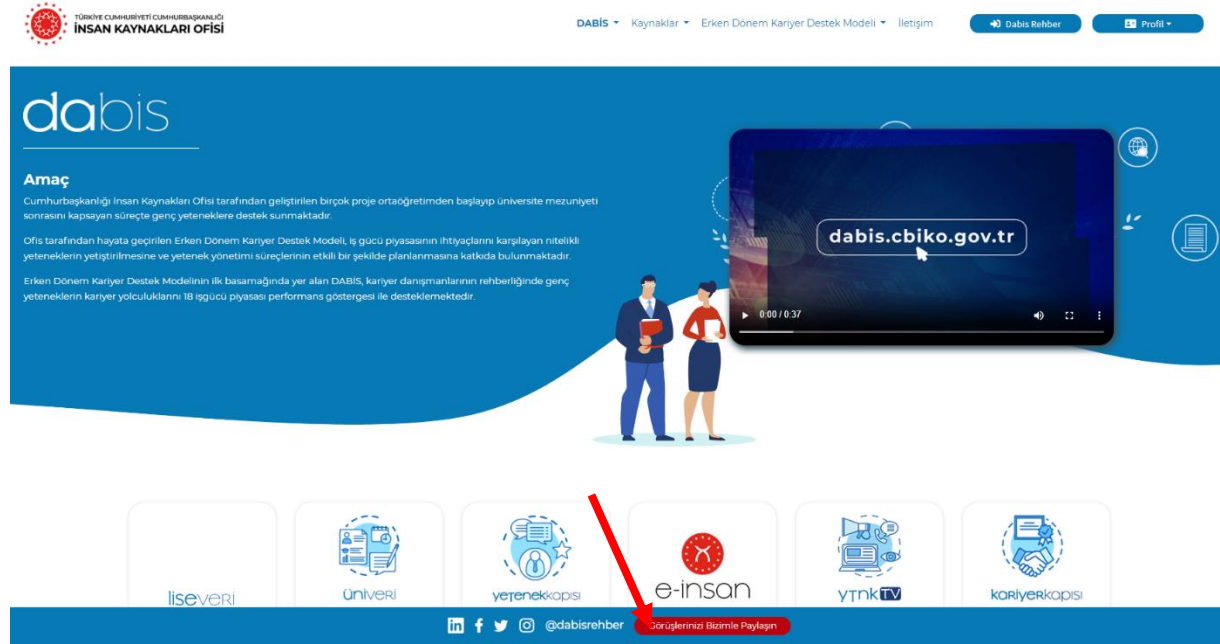 TÜRKİYE CUMHURİYETİ CUMHURBAŞKANLIĞI
İNSAN KAYNAKLARI OFİSİ
DABİS Kaynaklar Erken Dönem Kariyer Destek Modeli İletişim Dabis Rehber Profil
dabis
Amaç
Cumhurbaşkanlığı İnsan Kaynakları Ofisi tarafından geliştirilen birçok proje ortaöğretimden başlayıp üniversite mezuniyeti
sonrasını kapsayan süreçte genç yeteneklere destek sunmaktadır.
Ofis tarafından hayata geçirilen Erken Dönem Kariyer Destek Modeli, iş gücü piyasasının ihtiyaçlarını karşılayan nitelikli
yeteneklerin yetiştirilmesine ve yetenek yönetimi süreçlerinin etkili bir şekilde planlanmasına katkıda bulunmaktadır.
Erken Dönem Kariyer Destek Modelinin ilk basamağında yer alan DABİS, kariyer danışmanlarının rehberliğinde genç
yeteneklerin kariyer yolculuklarını 18 işgücü piyasası performans göstergesi ile desteklemektedir.
dabis.cbiko.gov.tr
0:00 / 0:37
liseveri üniveri yetenekkapısı e-insan ytnk TV kariyerkapısı
in f @dabisrehber Görüşlerinizi Bizimle Paylaşın